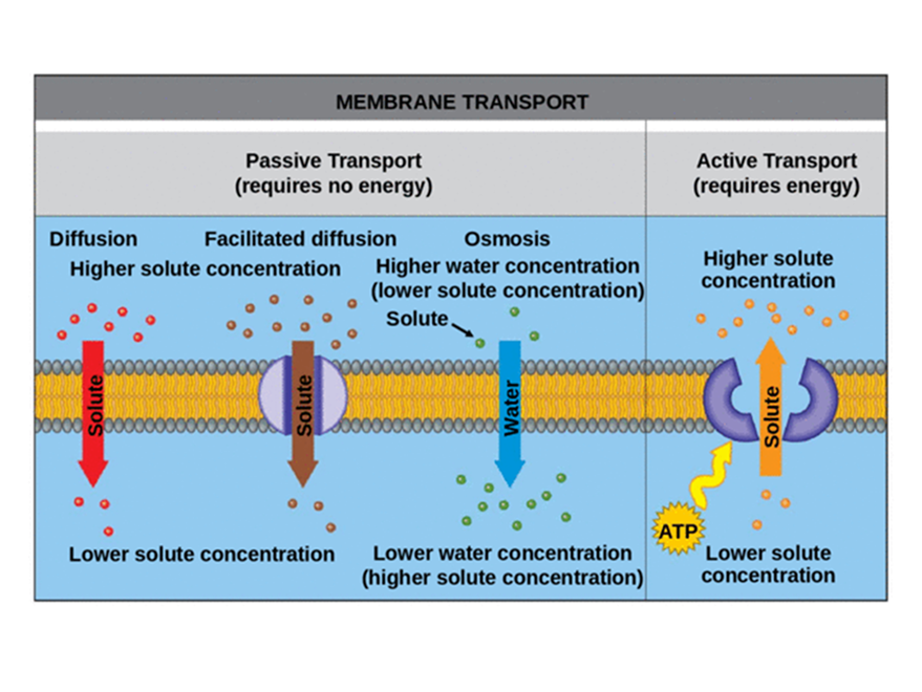 MEMBRANE TRANSPORT
Passive Transport
(requires no energy)
Active Transport
(requires energy)
Diffusion
Facilitated diffusion
Higher solute concentration
Osmosis
Higher water concentration
(lower solute concentration)
Solute
Higher solute
concentration
Solute
Solute
Water
Solute
ATP
Lower solute concentration
Lower water concentration
(higher solute concentration)
Lower solute
concentration